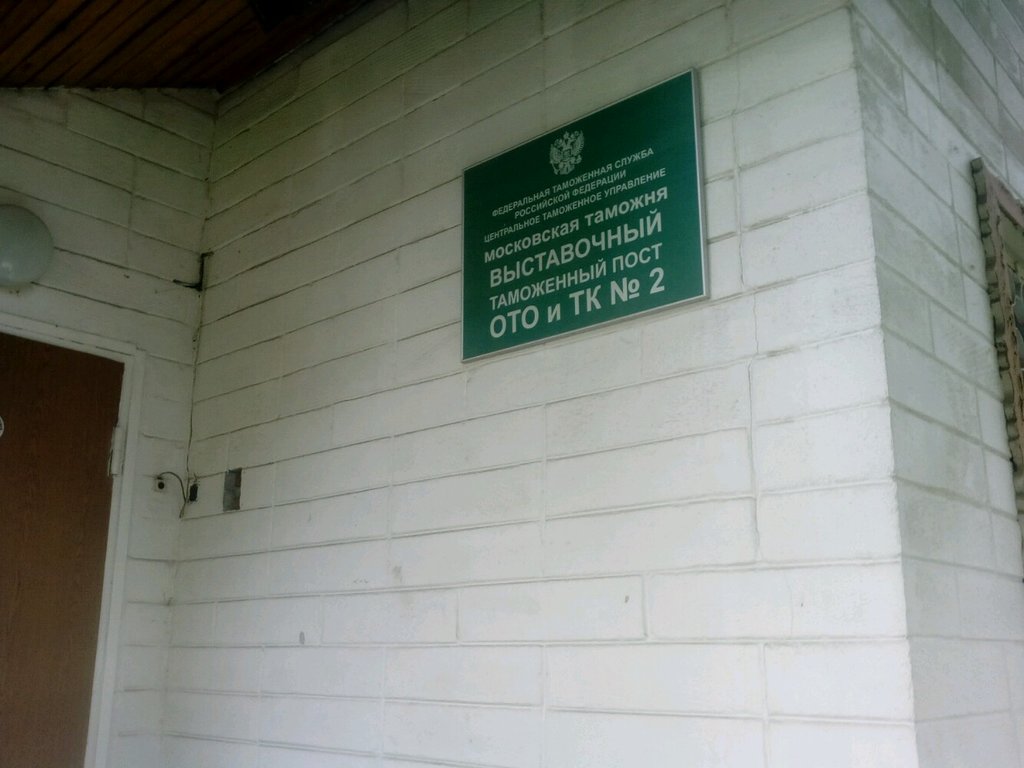 ФЕДЕРАЛЬНАЯ ТАМОЖЕННАЯ СЛУЖБА
РОССИЙСКОЙ ФЕДЕРАЦИИ
ЦЕНТРАЛЬНОЕ ТАМОЖЕННОЕ УПРАВЛЕНИЕ
МОСКОВСКАЯ ТАМОЖНЯ
ВЫСТАВОЧНЫЙ
ТАМОЖЕННЫЙ ПОСТ
ОТО и ТК № 2